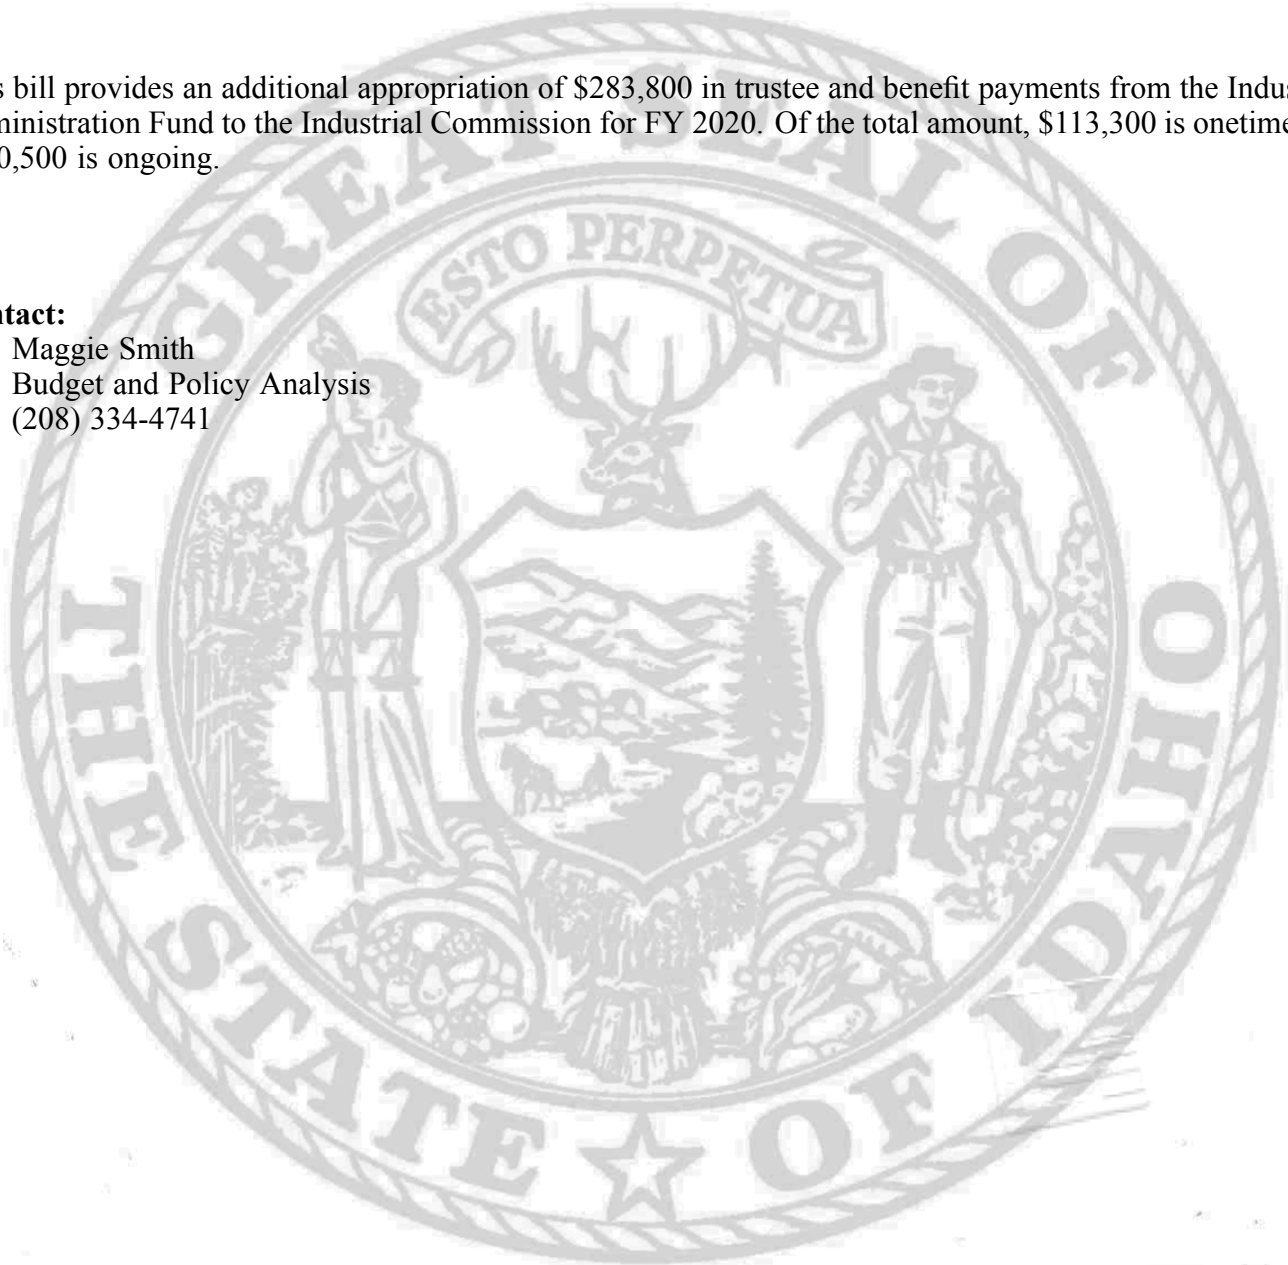 s bill provides an additional appropriation of $283,800 in trustee and benefit payments from the Indus
ministration Fund to the Industrial Commission for FY 2020. Of the total amount, $113,300 is onetime
0,500 is ongoing.
ntact:
Maggie Smith
Budget and Policy Analysis
(208) 334-4741
GREAT SEAL OF
THE STATE ☆ OF IDAHO
ESTO PERPETUA